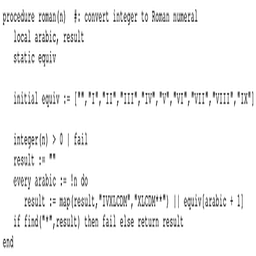 procedure roman(n) #: convert integer to Roman numeral
local arabic, result
static equiv
initial equiv := ["","I","II","III","IV","V","VI","VII","VIII","IX"]
integer(n) > 0 | fail
result := ""
every arabic := !n do
result := map(result,"IVXLCDM","XLCDM**") || equiv[arabic + 1]
if find("*",result) then fail else return result
end